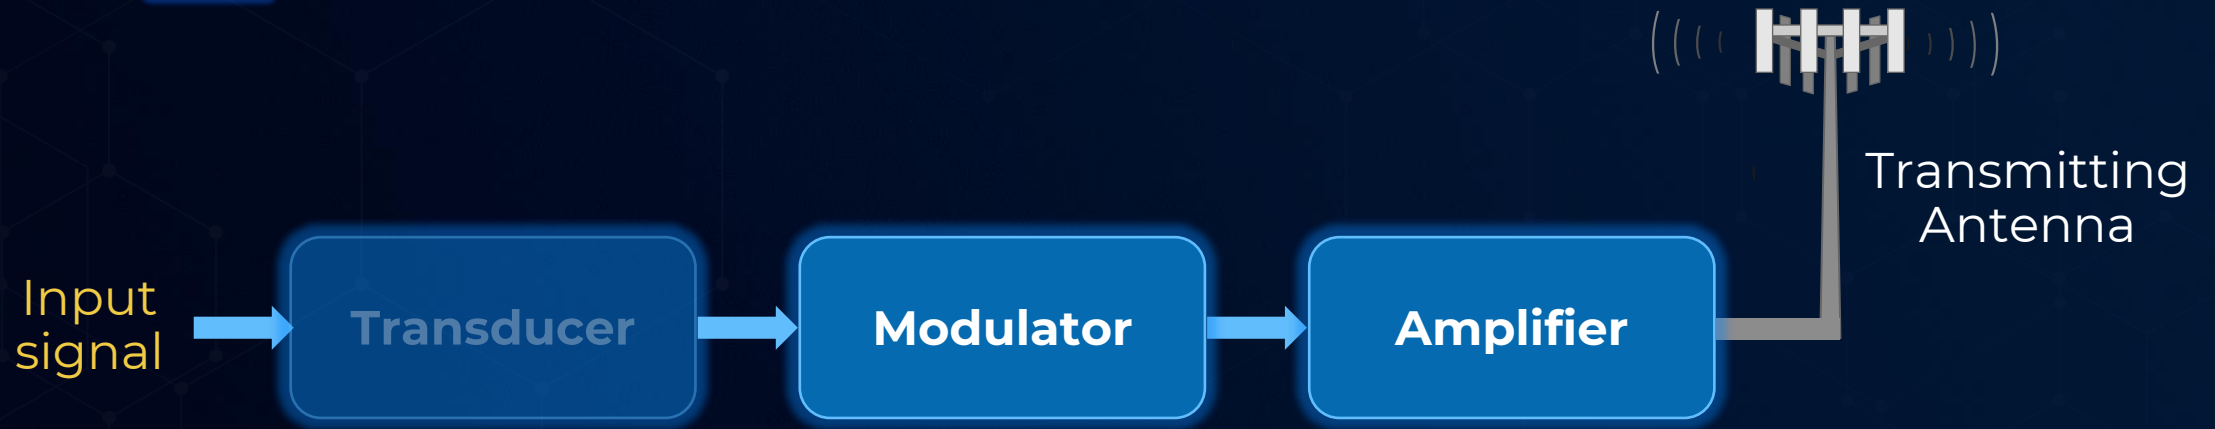 Transmitting
Antenna
Input
signal
Transducer
Modulator
Amplifier